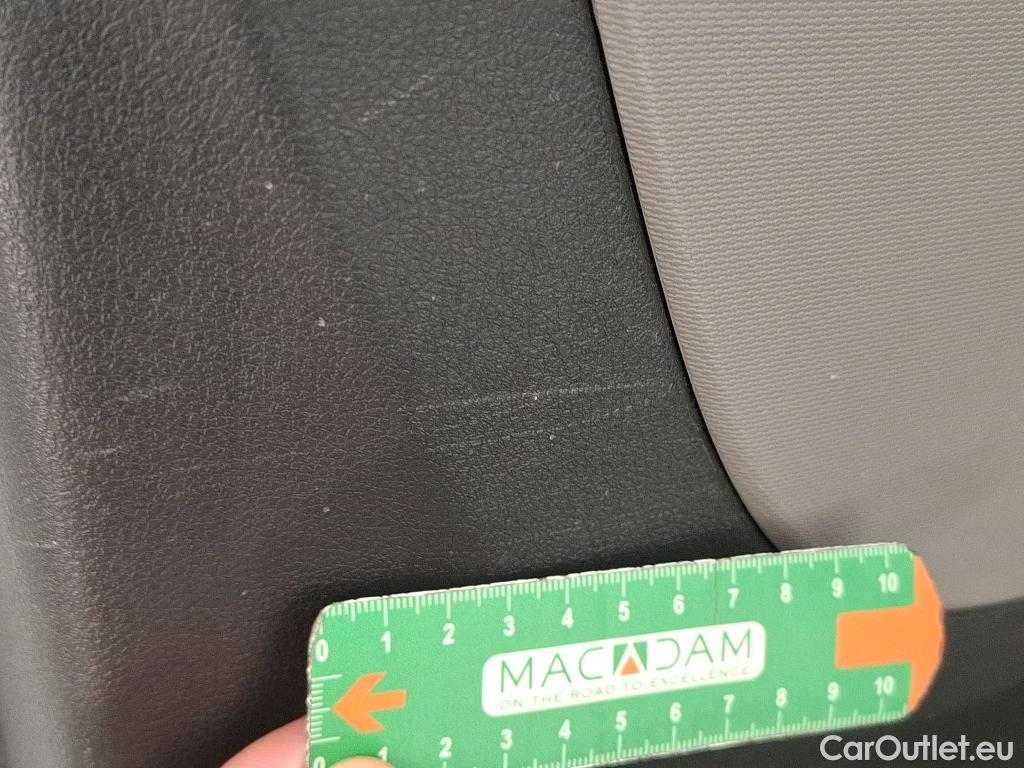 0 1 2 3 4 5 6 7 8 9 10
MACADAM
ON THE ROAD TO EXCELLENCE
0 1 2 3 4 5 6 7 8 9 10
CarOutlet.eu